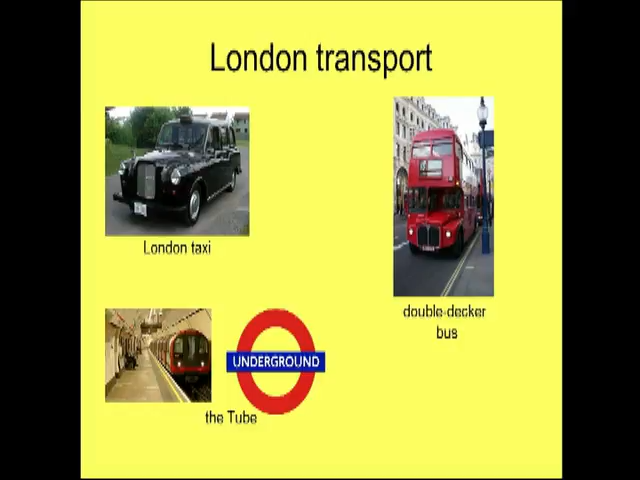 London transport
London taxi
double-decker
bus
UNDERGROUND
the Tube